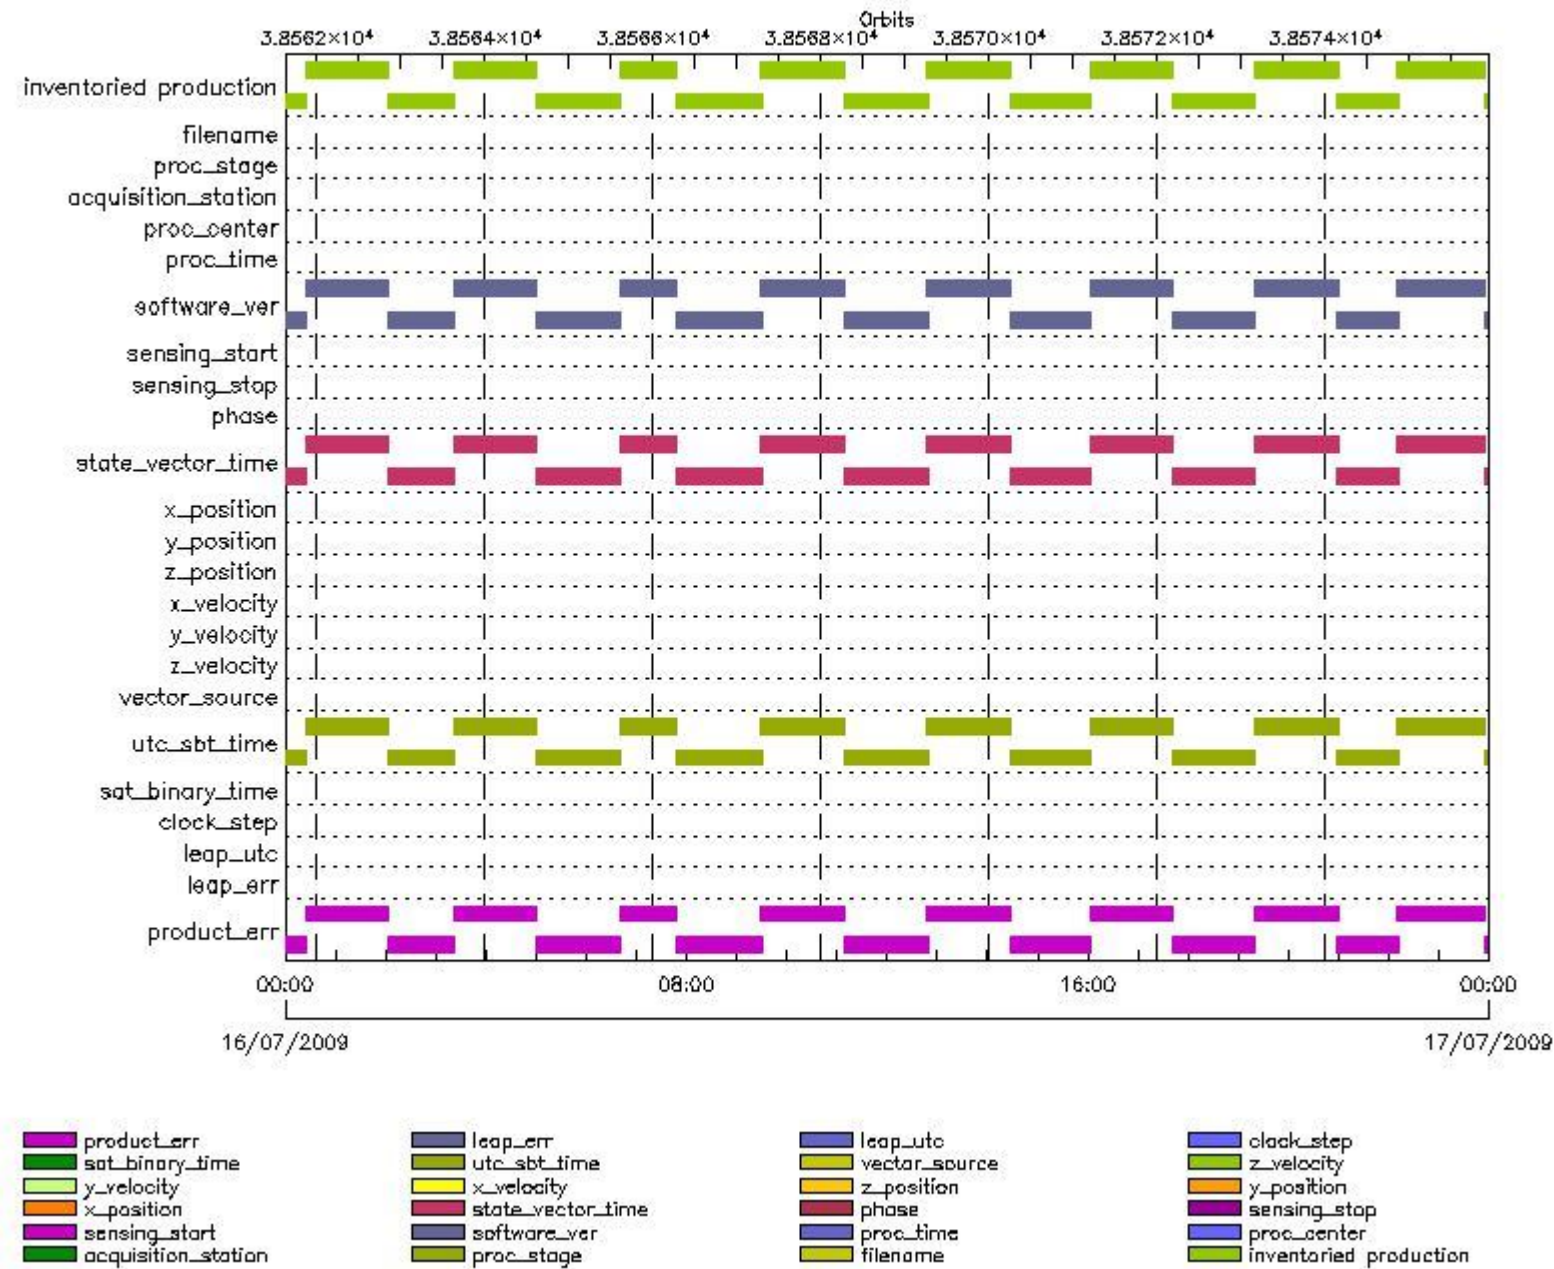 Orbits
3.8562×10⁴ 3.8564×10⁴ 3.8566×10⁴ 3.8568×10⁴ 3.8570×10⁴ 3.8572×10⁴ 3.8574×10⁴
inventoried production
filename
proc_stage
acquisition_station
proc_center
proc_time
software_ver
sensing_start
sensing_stop
phase
state_vector_time
x_position
y_position
z_position
x_velocity
y_velocity
z_velocity
vector_source
utc_sbt_time
sat_binary_time
clock_step
leap_utc
leap_err
product_err
00:00 08:00 16:00 00:00
16/07/2009 17/07/2009
product_err leap_err leap_utc clock_step
sat_binary_time utc_sbt_time vector_source z_velocity
y_velocity x_velocity z_position y_position
x_position state_vector_time phase sensing_stop
sensing_start software_ver proc_time proc_center
acquisition_station proc_stage filename inventoried production